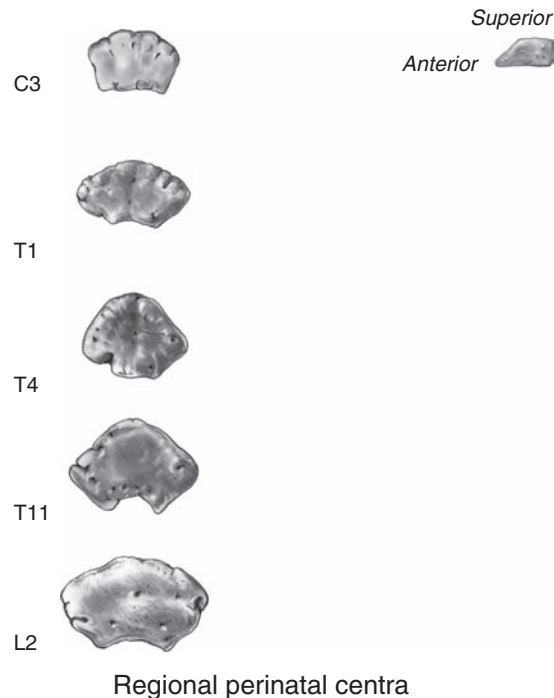 Superior
Anterior
C3
T1
T4
T11
L2
Regional perinatal centra